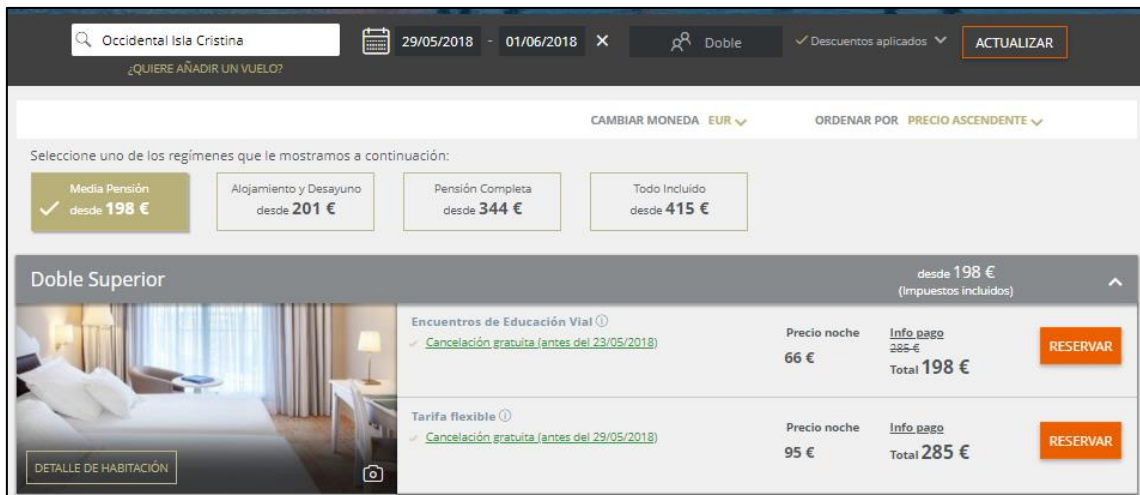 Occidental Isla Cristina
29/05/2018 - 01/06/2018
Doble
Descuentos aplicados
ACTUALIZAR
¿QUIERE AÑADIR UN VUELO?
CAMBIAR MONEDA EUR
ORDENAR POR PRECIO ASCENDENTE
Seleccione uno de los regímenes que le mostramos a continuación:
Media Pensión
desde 198 €
Alojamiento y Desayuno
desde 201 €
Pensión Completa
desde 344 €
Todo Incluido
desde 415 €
Doble Superior
desde 198 €
(Impuestos incluidos)
Encuentros de Educación Vial
Cancelación gratuita (antes del 23/05/2018)
Precio noche
66 €
Info pago
285 €
Total 198 €
RESERVAR
Tarifa flexible
Cancelación gratuita (antes del 29/05/2018)
Precio noche
95 €
Info pago
Total 285 €
RESERVAR
DETALLE DE HABITACIÓN